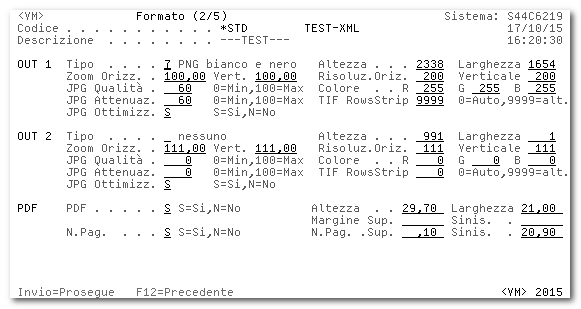 <VM> Formato (2/5) Sistema: S44C6219
Codice . . . . . . . . . . . *STD TEST-XML 17/10/15
Descrizione . . . . . . . . ---TEST--- 16:20:30
OUT 1 Tipo . . . . . 7 PNG bianco e nero Altezza . . . 2338 Larghezza 1654
Zoom Orizz. . 100,00 Vert. 100,00 Risoluz.Oriz. 200 Verticale 200
JPG Qualità . 60 0=Min,100=Max Colore . . R 255 G 255 B 255
JPG Attenuaz. 60 0=Min,100=Max TIF RowsStrip 9999 0=Auto,9999=alt.
JPG Ottimizz. S S=Si,N=No
OUT 2 Tipo . . . . . _ nessuno Altezza . . . 991 Larghezza 1
Zoom Orizz. . 111,00 Vert. 111,00 Risoluz.Oriz. 111 Verticale 111
JPG Qualità . 0 0=Min,100=Max Colore . . R 0 G 0 B 0
JPG Attenuaz. 0 0=Min,100=Max TIF RowsStrip 0 0=Auto,9999=alt.
JPG Ottimizz. S S=Si,N=No
PDF PDF . . . . . S S=Si,N=No Altezza . . 29,70 Larghezza 21,00
Margine Sup. Sinis. .
N.Pag. . . . S S=Si,N=No N.Pag. .Sup. ,10 Sinis. . 20,90
Invio=Prosegue F12=Precedente <VM> 2015